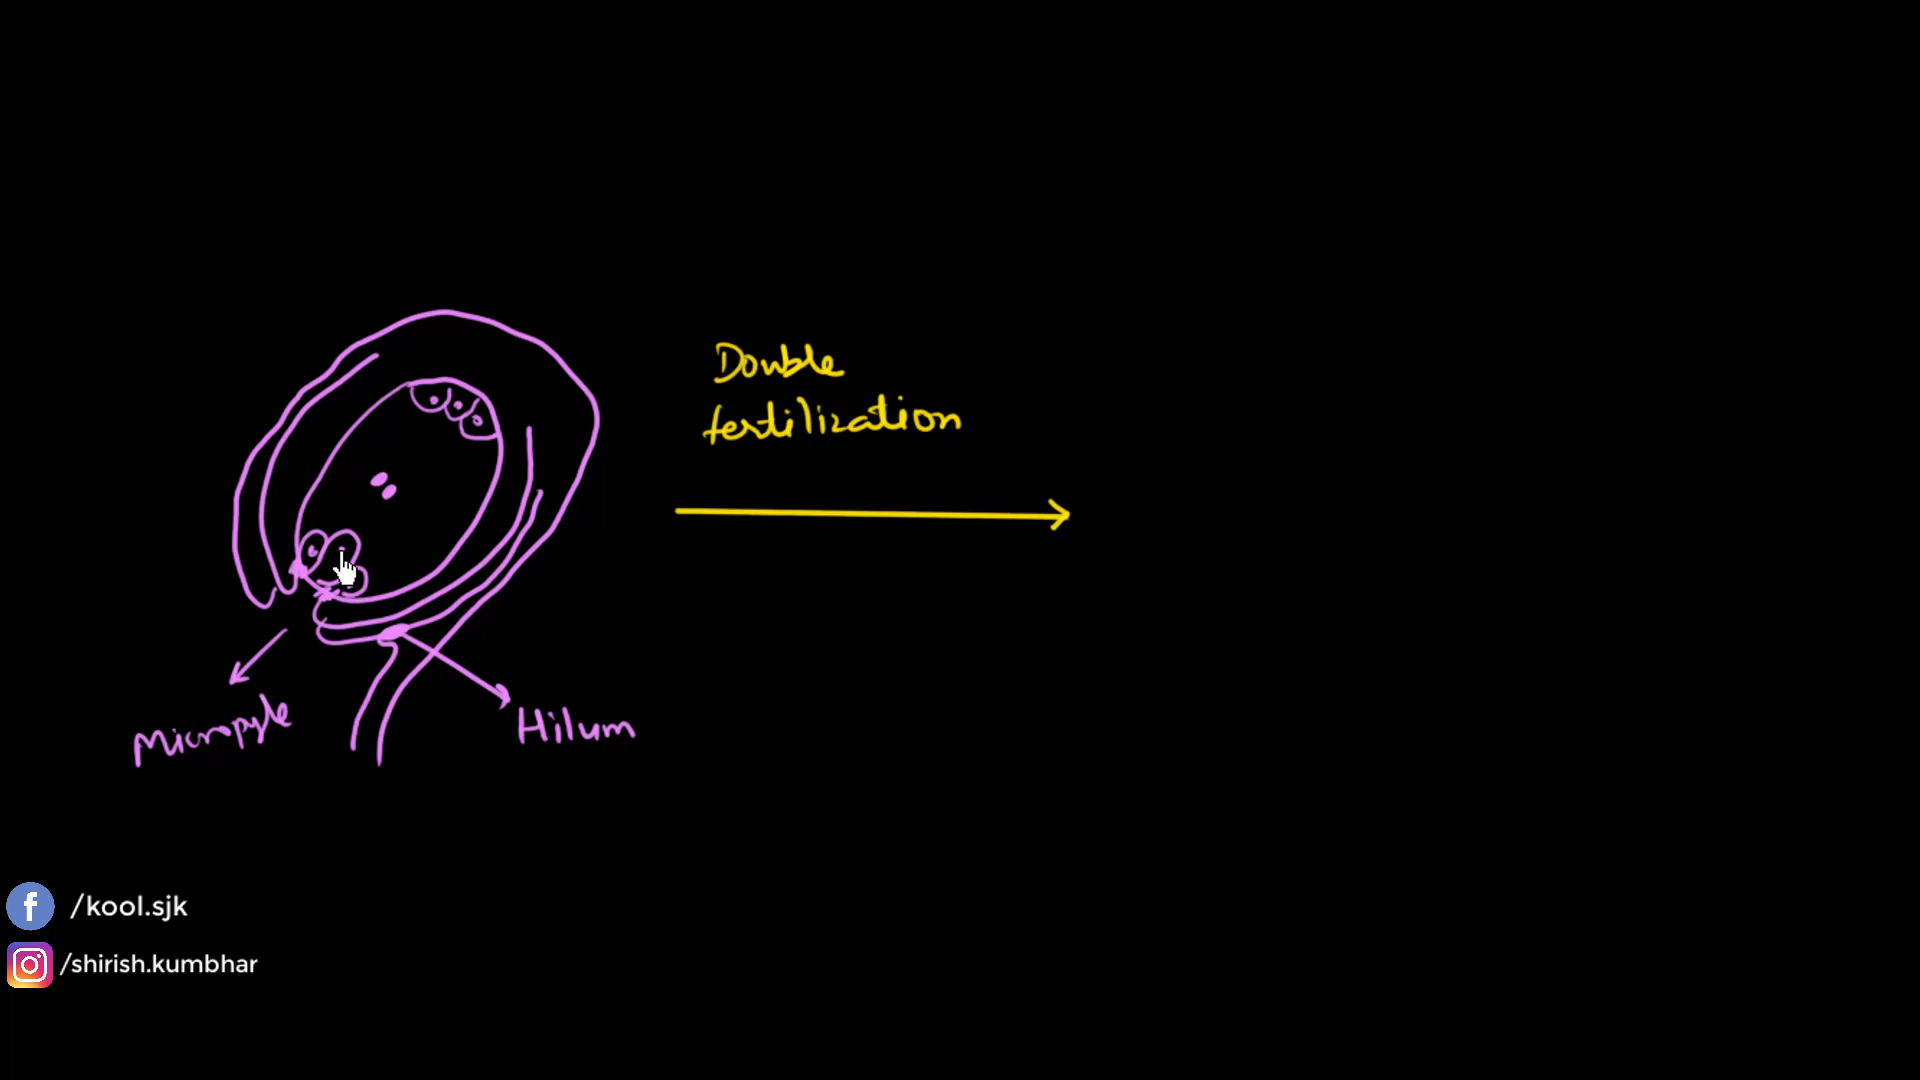 Double
fertilization
Micropyle
Hilum
/kool.sjk
/shirish.kumbhar